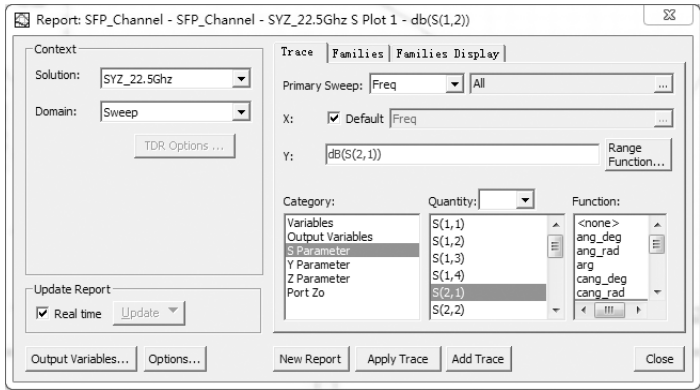 Report: SFP_Channel - SFP_Channel - SYZ_22.5Ghz S Plot 1 - db(S(1,2))
Context
Solution: SYZ_22.5Ghz
Domain: Sweep
TDR Options ...
Update Report
Real time Update
Output Variables... Options...
Trace Families Families Display
Primary Sweep: Freq All ...
X: Default Freq ...
Y: dB(S(2,1)) Range Function...
Category: Quantity: Function:
Variables
Output Variables
S Parameter
Y Parameter
Z Parameter
Port Zo
S(1,1)
S(1,2)
S(1,3)
S(1,4)
S(2,1)
S(2,2)
<none>
ang_deg
ang_rad
arg
cang_deg
cang_rad
New Report Apply Trace Add Trace Close